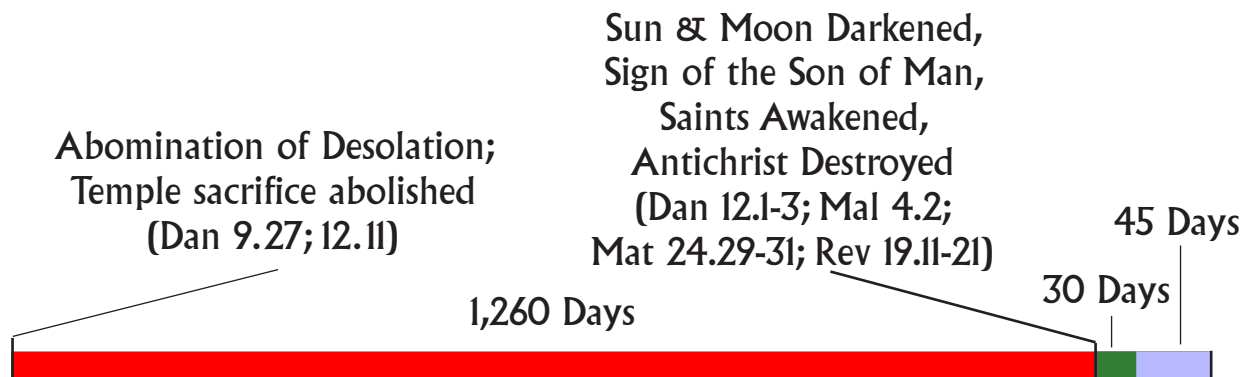 Abomination of Desolation;
Temple sacrifice abolished
(Dan 9.27; 12.11)
Sun & Moon Darkened,
Sign of the Son of Man,
Saints Awakened,
Antichrist Destroyed
(Dan 12.1-3; Mal 4.2;
Mat 24.29-31; Rev 19.11-21)
1,260 Days
30 Days
45 Days